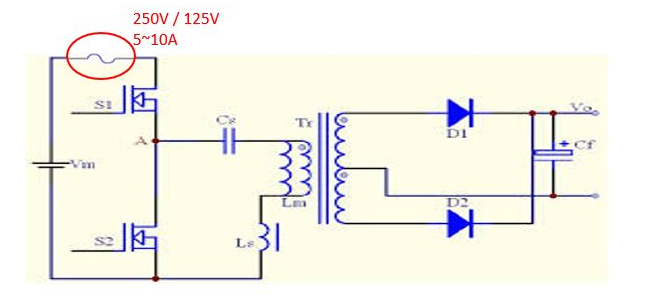 250V / 125V
5~10A
S1
A
Cs
Tr
D1
Vo
Cf
Vin
Lm
S2
Ls
D2